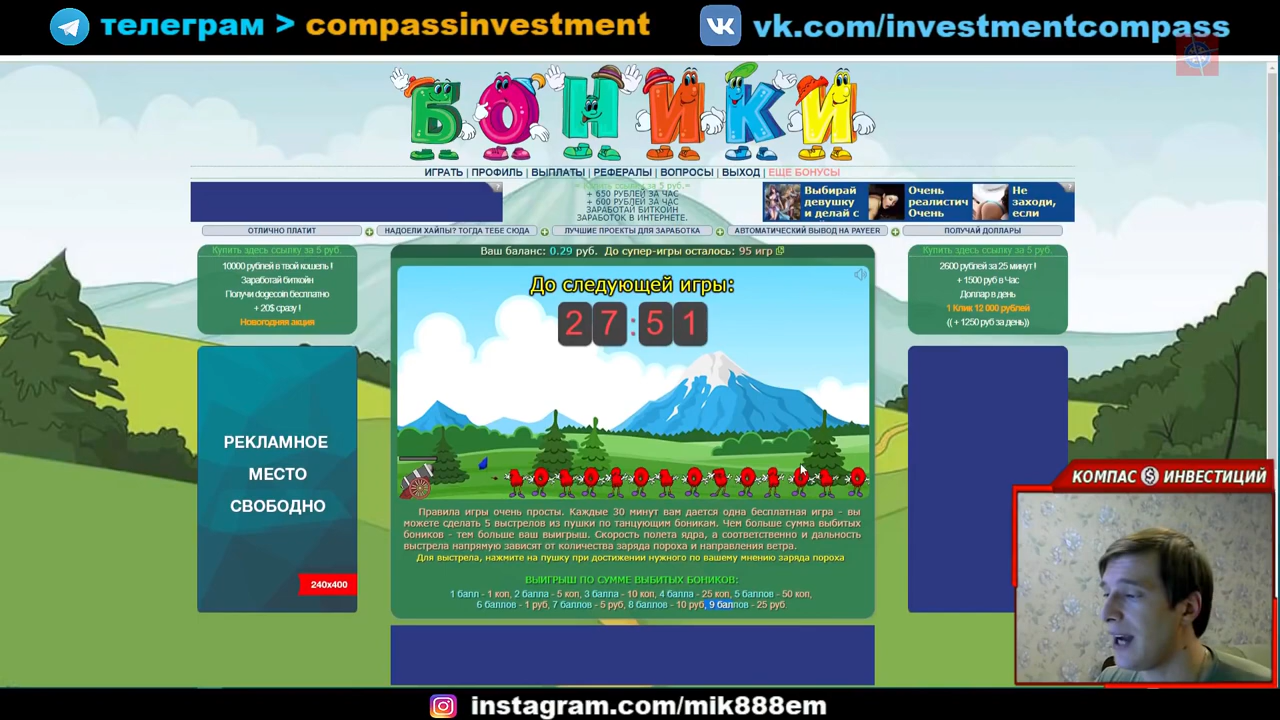 телеграм > compassinvestment
vk.com/investmentcompass
БОНИКИ
ИГРАТЬ | ПРОФИЛЬ | ВЫПЛАТЫ | РЕФЕРАЛЫ | ВОПРОСЫ | ВЫХОД | ЕЩЕ БОНУСЫ
+ 650 РУБЛЕЙ ЗА ЧАС
+ 600 РУБЛЕЙ ЗА ЧАС
ЗАРАБОТАЙ БИТКОЙН
ЗАРАБОТОК В ИНТЕРНЕТЕ.
Выбирай девушку и делай с
Очень реалистич Очень
Не заходи, если
ОТЛИЧНО ПЛАТИТ
НАДОЕЛИ ХАЙПЫ? ТОГДА ТЕБЕ СЮДА
ЛУЧШИЕ ПРОЕКТЫ ДЛЯ ЗАРАБОТКА
АВТОМАТИЧЕСКИЙ ВЫВОД НА PAYEER
ПОЛУЧАЙ ДОЛЛАРЫ
Купить здесь ссылку за 5 руб.
10000 рублей в твой кошель !
Заработай биткойн
Получи dogecoin бесплатно
+ 20$ сразу !
Новогодняя акция
Ваш баланс: 0.29 руб. До супер-игры осталось: 95 игр
До следующей игры:
27:51
Купить здесь ссылку за 5 руб.
2600 рублей за 25 минут !
+ 1500 руб в Час
Доллар в день
1 Клик 12 000 рублей
(( + 1250 руб за день))
РЕКЛАМНОЕ
МЕСТО
СВОБОДНО
240x400
Правила игры очень просты. Каждые 30 минут вам дается одна бесплатная игра - вы
можете сделать 5 выстрелов из пушки по танцующим боникам. Чем больше сумма выбитых
боников - тем больше ваш выигрыш. Скорость полета ядра, а соответственно и дальность
выстрела напрямую зависят от количества заряда пороха и направления ветра.
Для выстрела, нажмите на пушку при достижении нужного по вашему мнению заряда пороха
ВЫИГРЫШ ПО СУММЕ ВЫБИТЫХ БОНИКОВ:
1 балл - 1 коп, 2 балла - 5 коп, 3 балла - 10 коп, 4 балла - 25 коп, 5 баллов - 50 коп,
6 баллов - 1 руб, 7 баллов - 5 руб, 8 баллов - 10 руб, 9 баллов - 25 руб.
КОМПАС $ ИНВЕСТИЦИЙ
instagram.com/mik888em